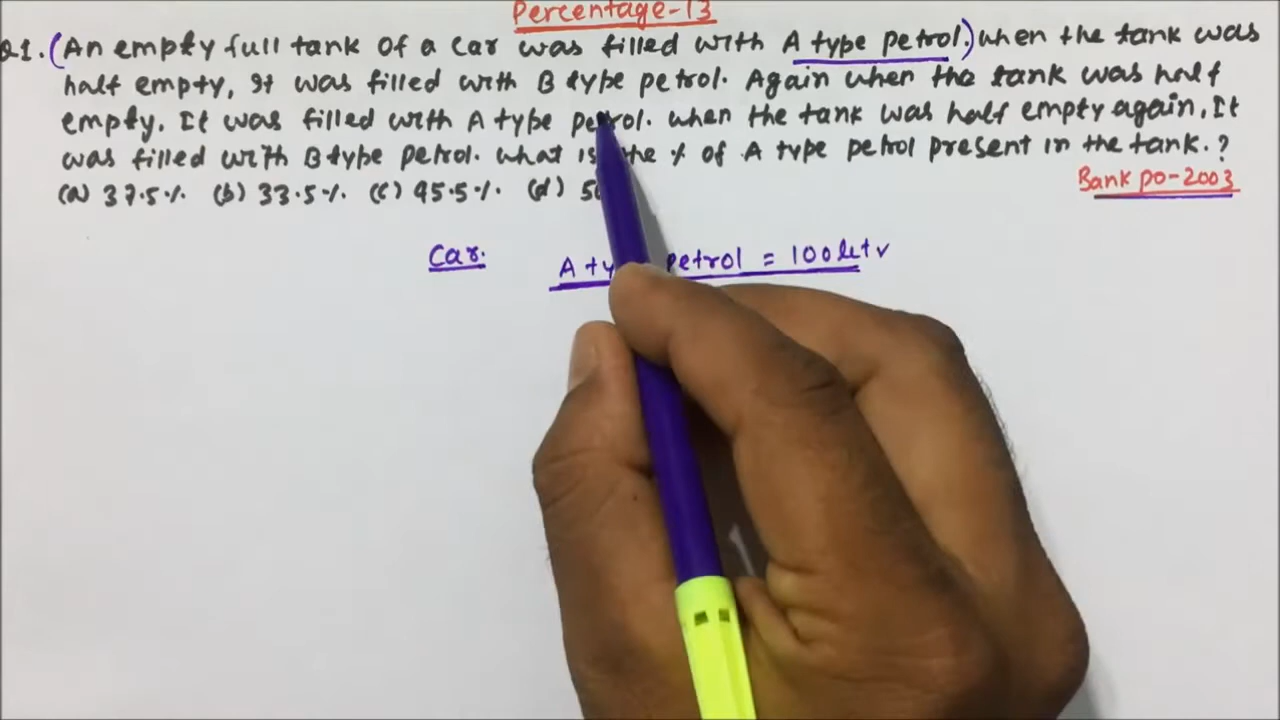 Percentage-13
Q1. (An empty full tank of a car was filled with A type petrol.) when the tank was
half empty, It was filled with B type petrol. Again when the tank was half
empty. It was filled with A type petrol. when the tank was half empty again, It
was filled with B type petrol. what is the % of A type petrol present in the tank.?
(a) 37.5%. (b) 33.5%. (c) 45.5%. (d)
Bank po-2003
Car.
petrol = 100 letr